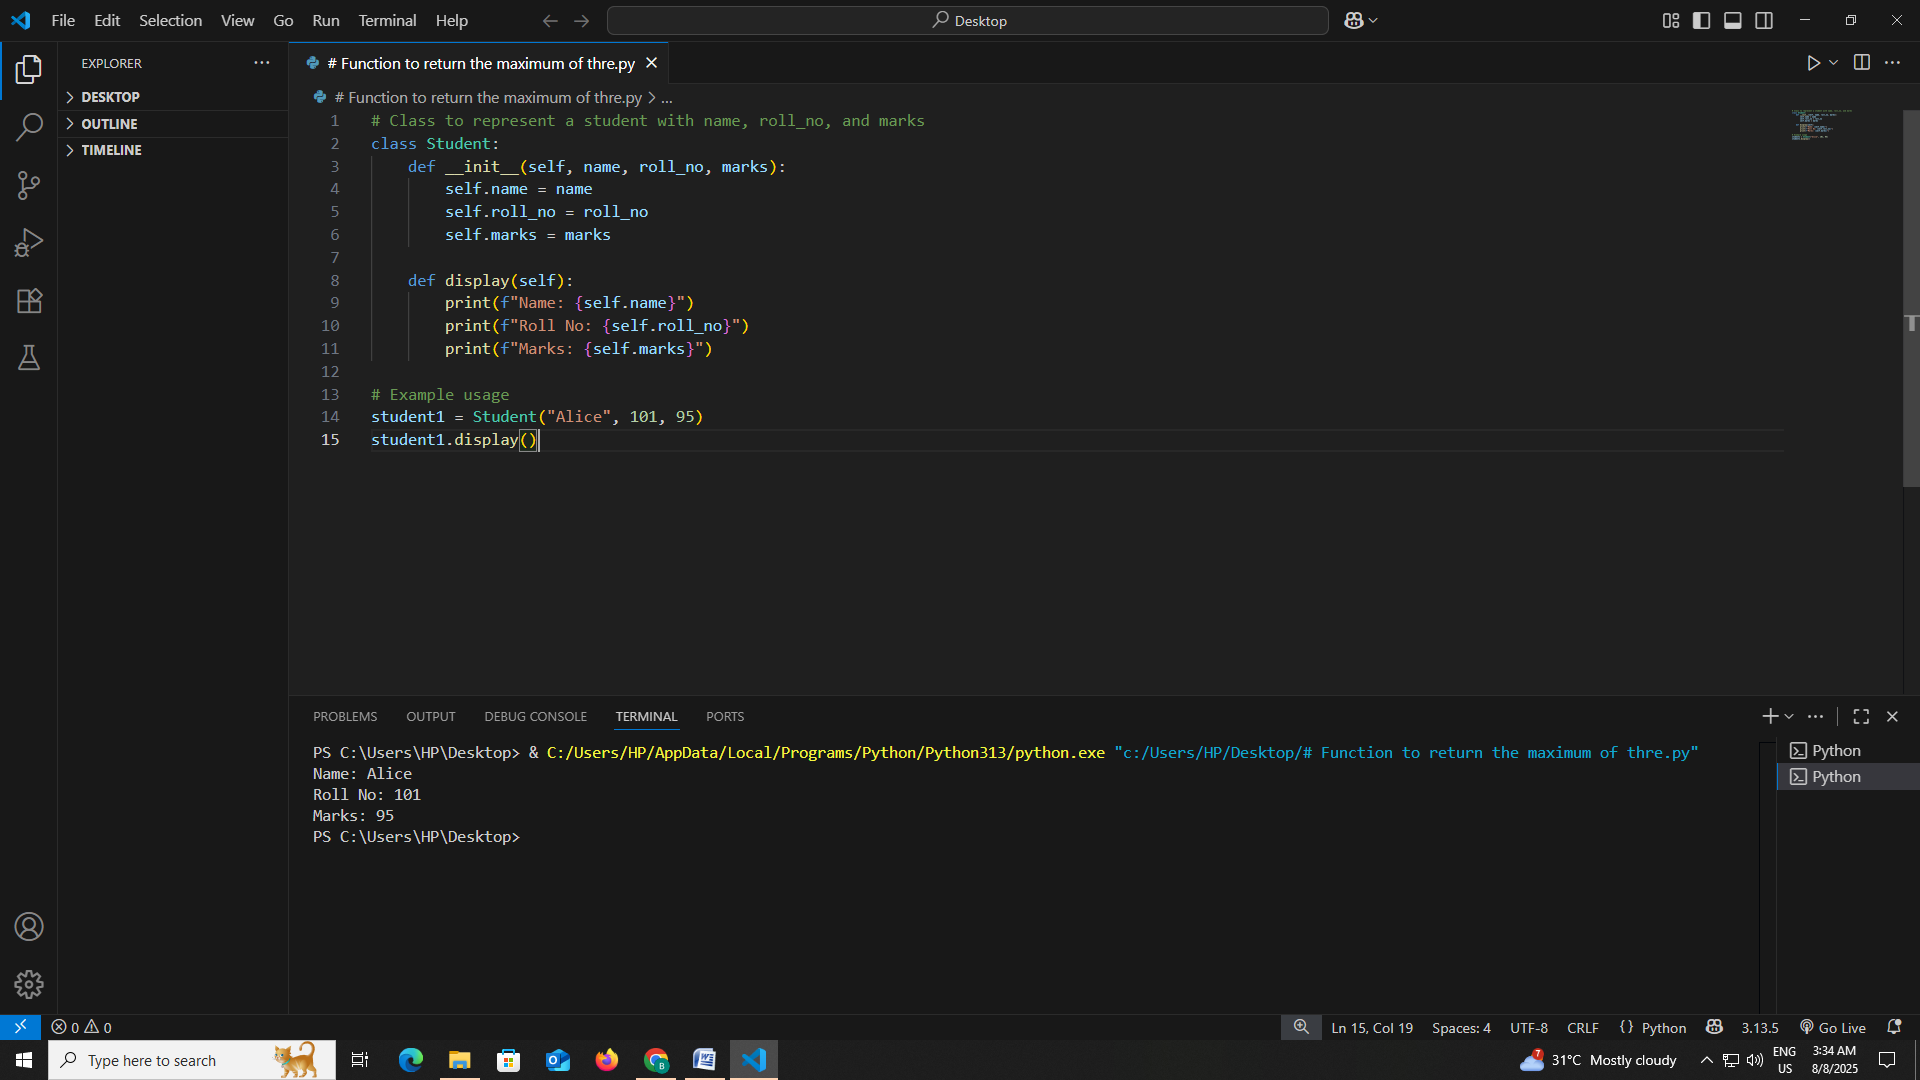 File Edit Selection View Go Run Terminal Help
Desktop
EXPLORER
DESKTOP
OUTLINE
TIMELINE
# Function to return the maximum of thre.py
# Function to return the maximum of thre.py > ...
1 # Class to represent a student with name, roll_no, and marks
2 class Student:
3     def __init__(self, name, roll_no, marks):
4         self.name = name
5         self.roll_no = roll_no
6         self.marks = marks
7
8     def display(self):
9         print(f"Name: {self.name}")
10         print(f"Roll No: {self.roll_no}")
11         print(f"Marks: {self.marks}")
12
13 # Example usage
14 student1 = Student("Alice", 101, 95)
15 student1.display()
PROBLEMS OUTPUT DEBUG CONSOLE TERMINAL PORTS
PS C:\Users\HP\Desktop> & C:/Users/HP/AppData/Local/Programs/Python/Python313/python.exe "c:/Users/HP/Desktop/# Function to return the maximum of thre.py"
Name: Alice
Roll No: 101
Marks: 95
PS C:\Users\HP\Desktop>
Python
Python
0 0
Ln 15, Col 19 Spaces: 4 UTF-8 CRLF {} Python 3.13.5 Go Live
Type here to search
7 31°C Mostly cloudy
ENG
US
3:34 AM
8/8/2025